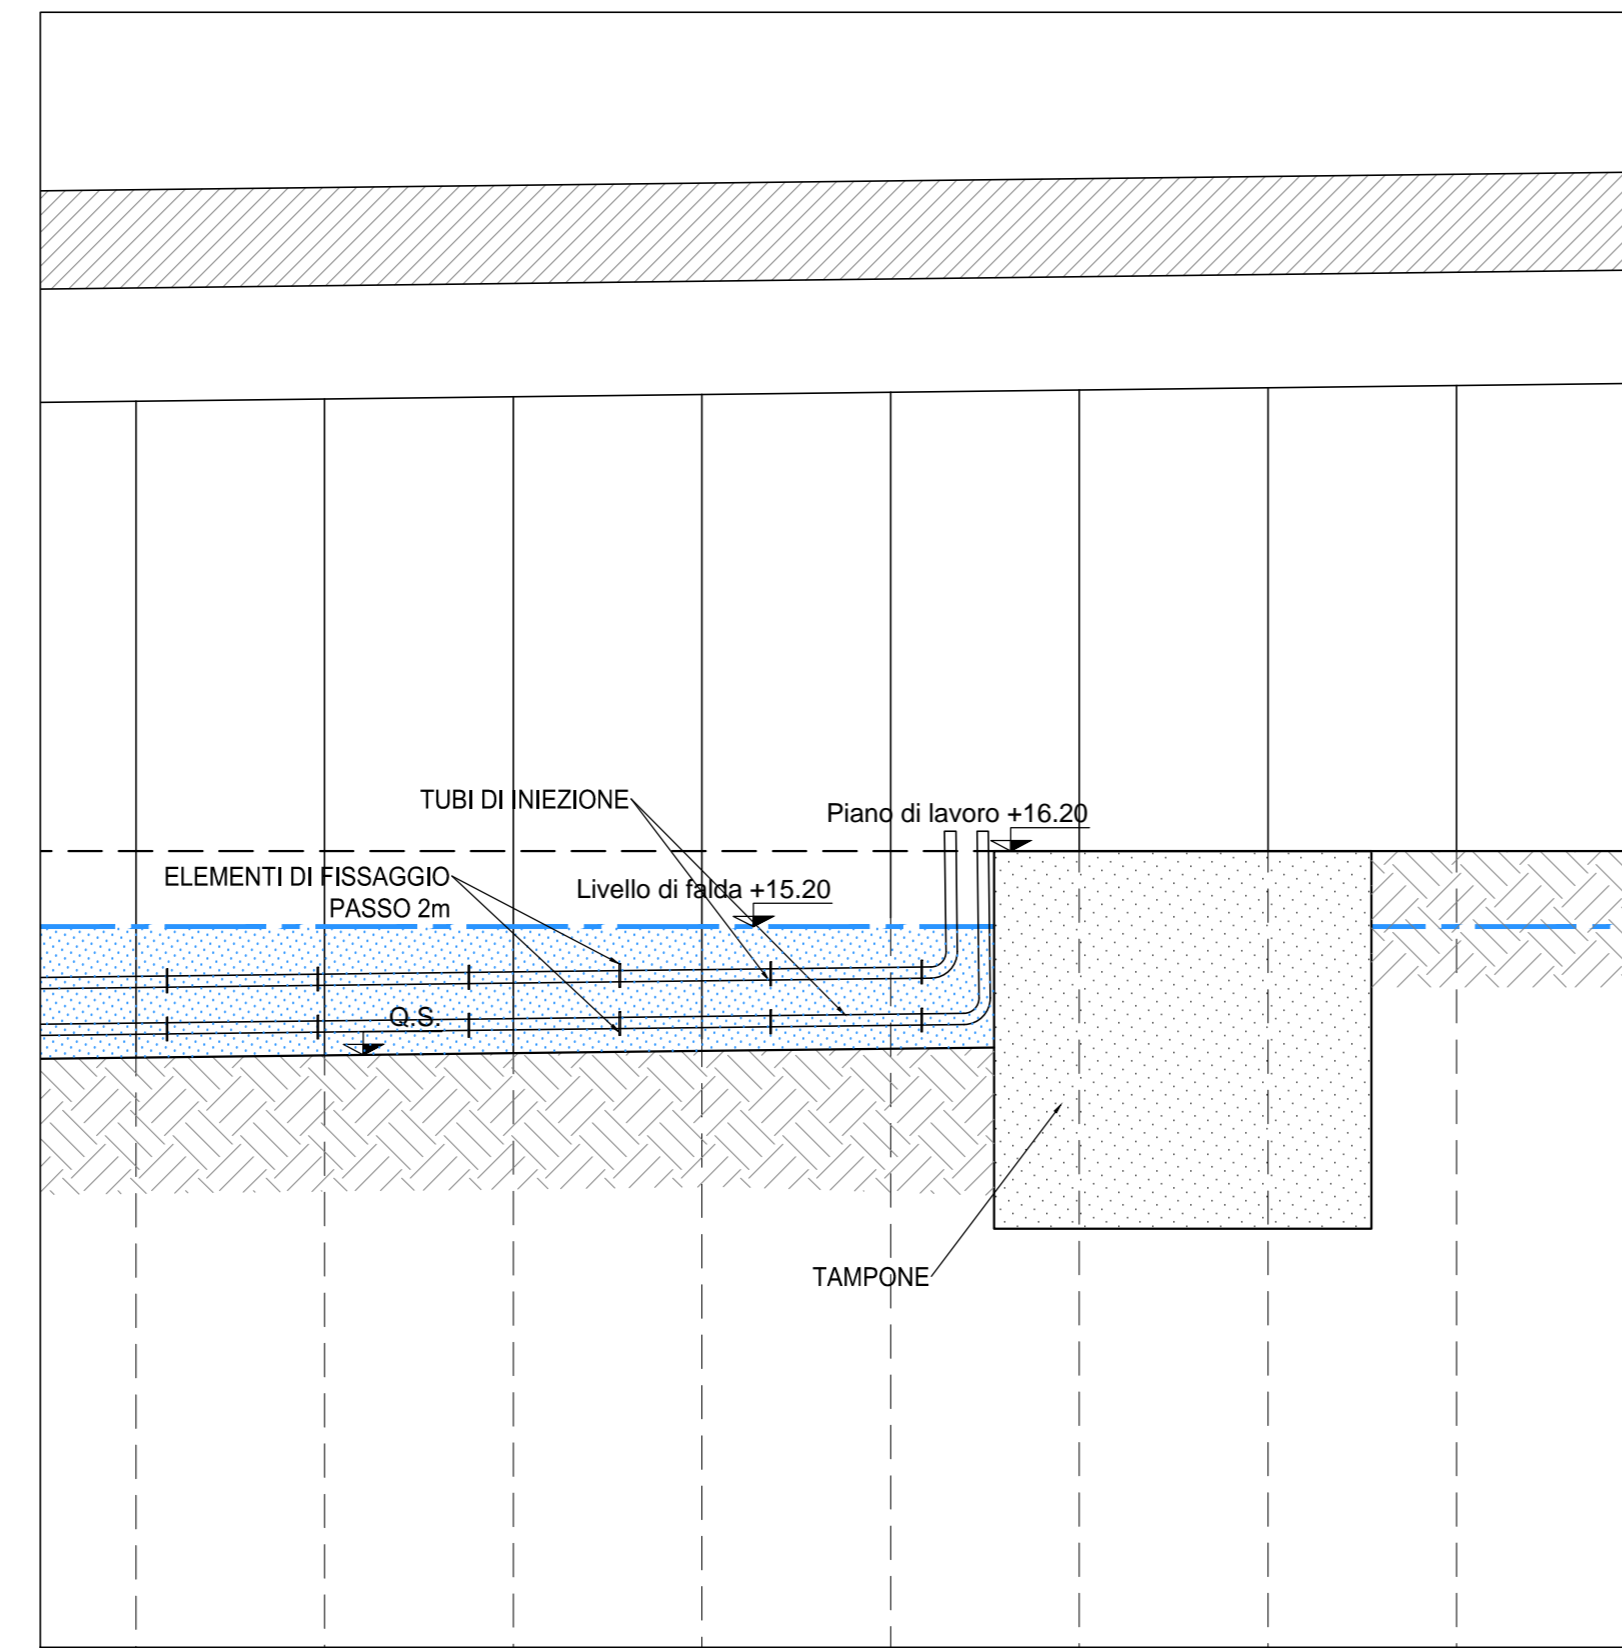 TUBI DI INIEZIONE
Piano di lavoro +16.20
ELEMENTI DI FISSAGGIO
PASSO 2m
Livello di falda +15.20
Q.S.
TAMPONE